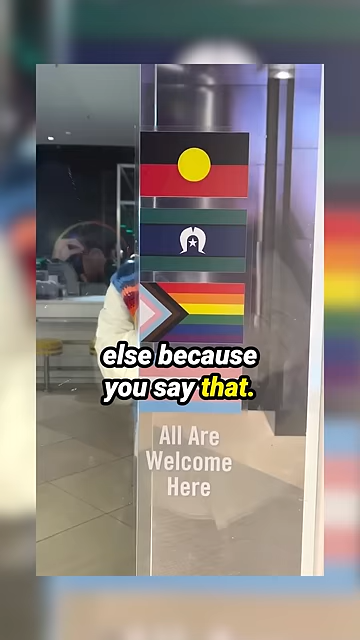 else because
you say that.
All Are
Welcome
Here